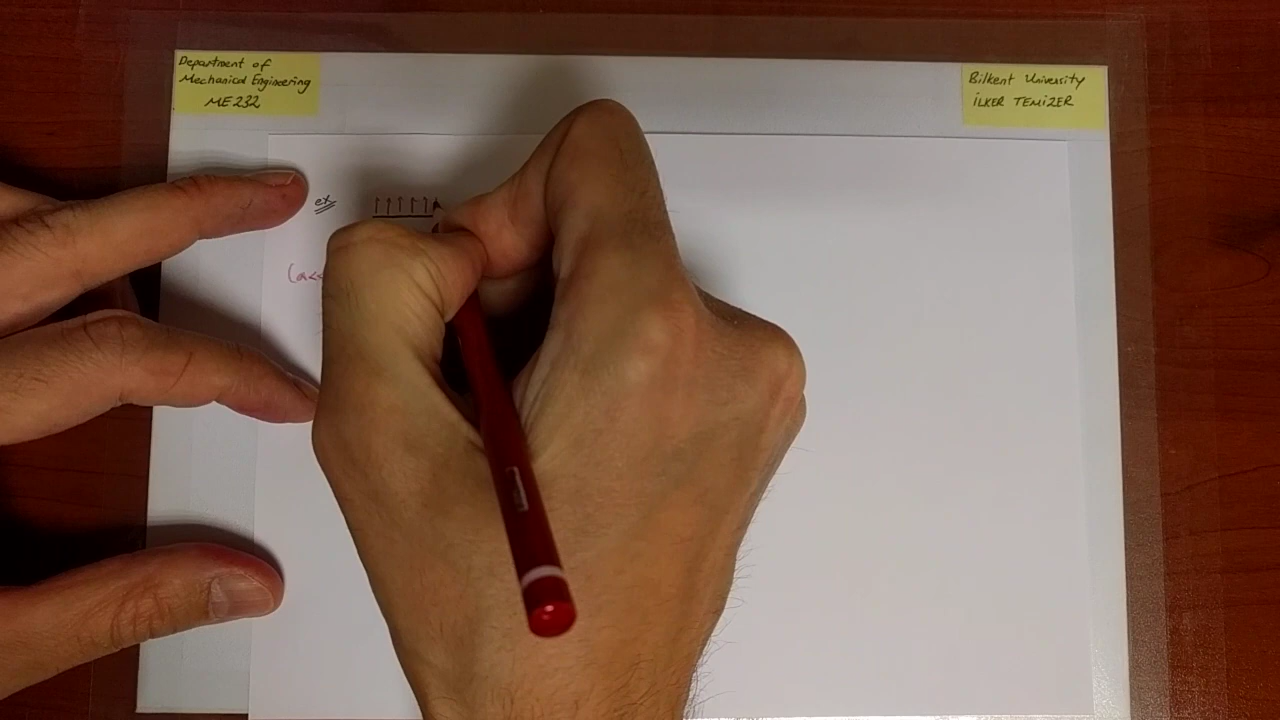 Department of
Mechanical Engineering
ME232
Bilkent University
İLKER TEMİZER
ex